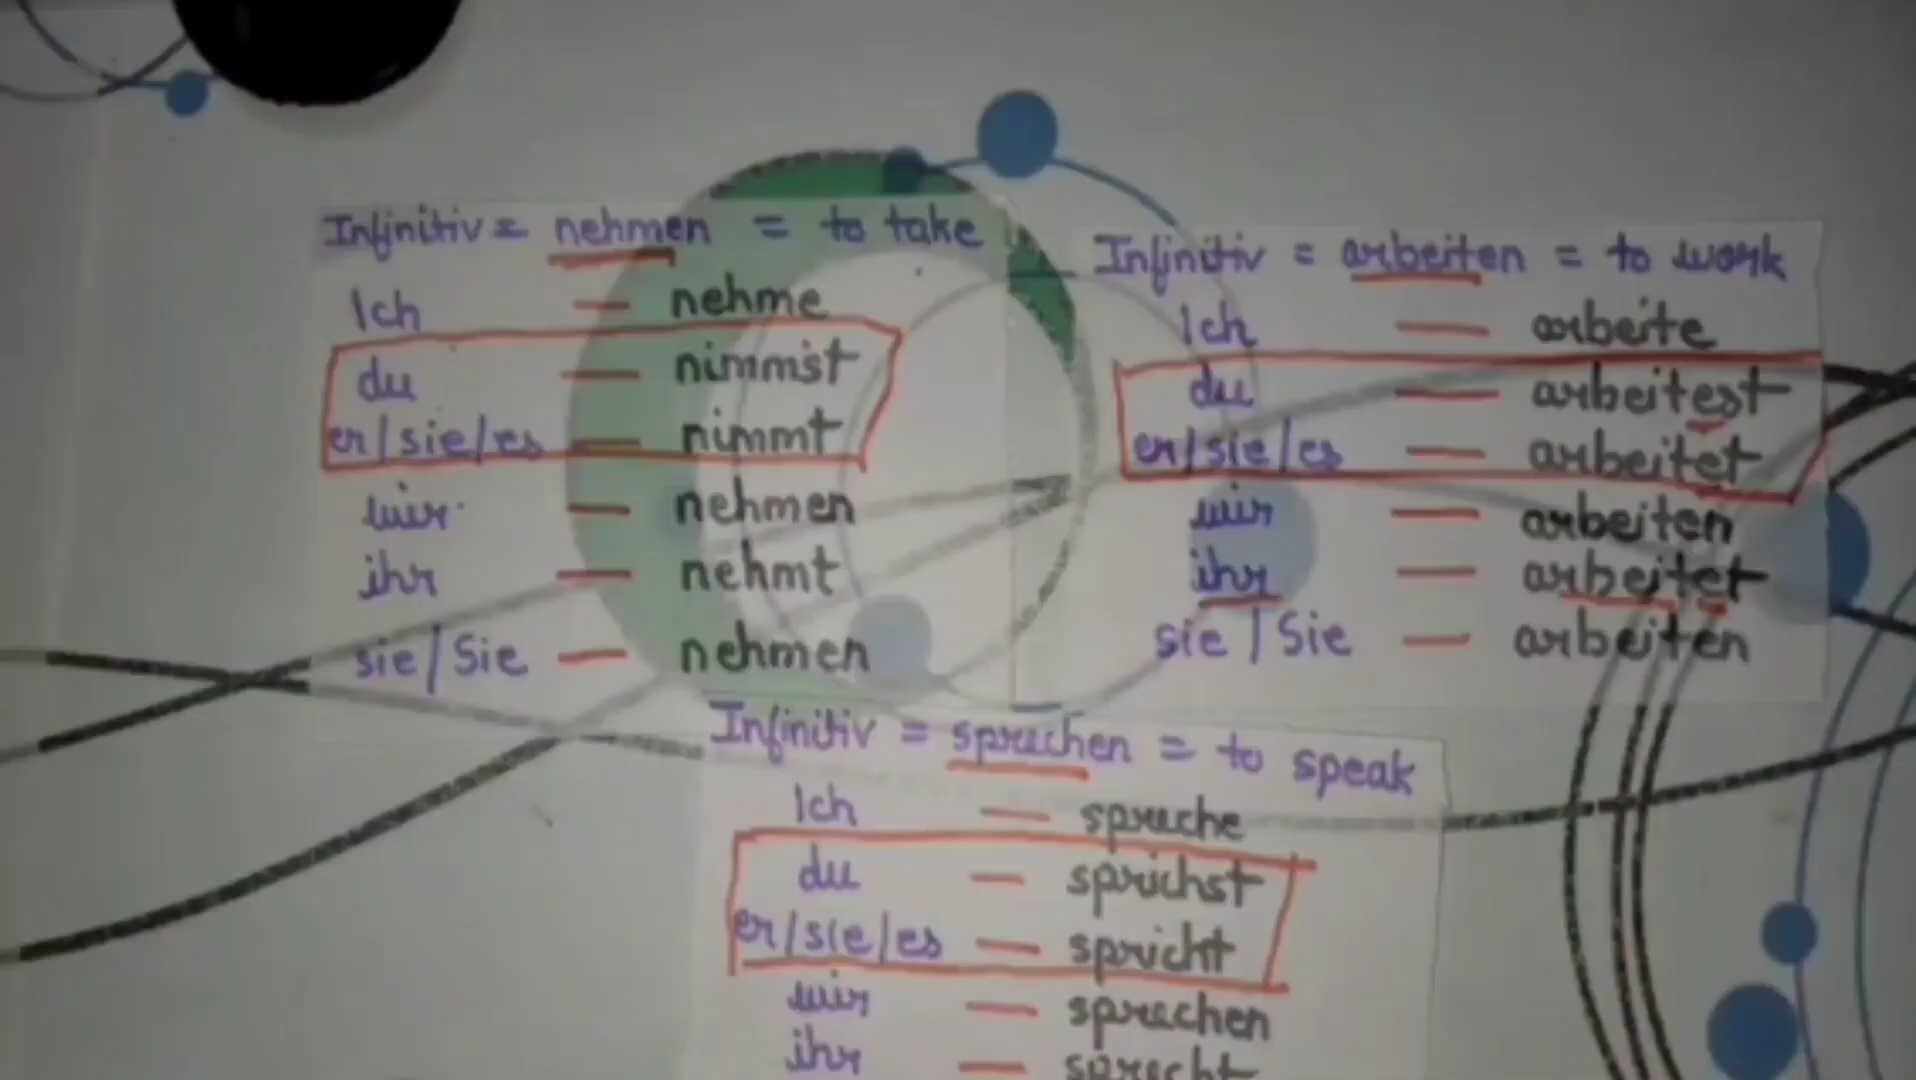 Infinitiv = nehmen = to take
Ich — nehme
du — nimmst
er/sie/es — nimmt
wir — nehmen
ihr — nehmt
sie/Sie — nehmen
Infinitiv = arbeiten = to work
Ich — arbeite
du — arbeitest
er/sie/es — arbeitet
wir — arbeiten
ihr — arbeitet
sie/Sie — arbeiten
Infinitiv = sprechen = to speak
Ich — spreche
du — sprichst
er/sie/es — spricht
wir — sprechen
ihr — sprecht